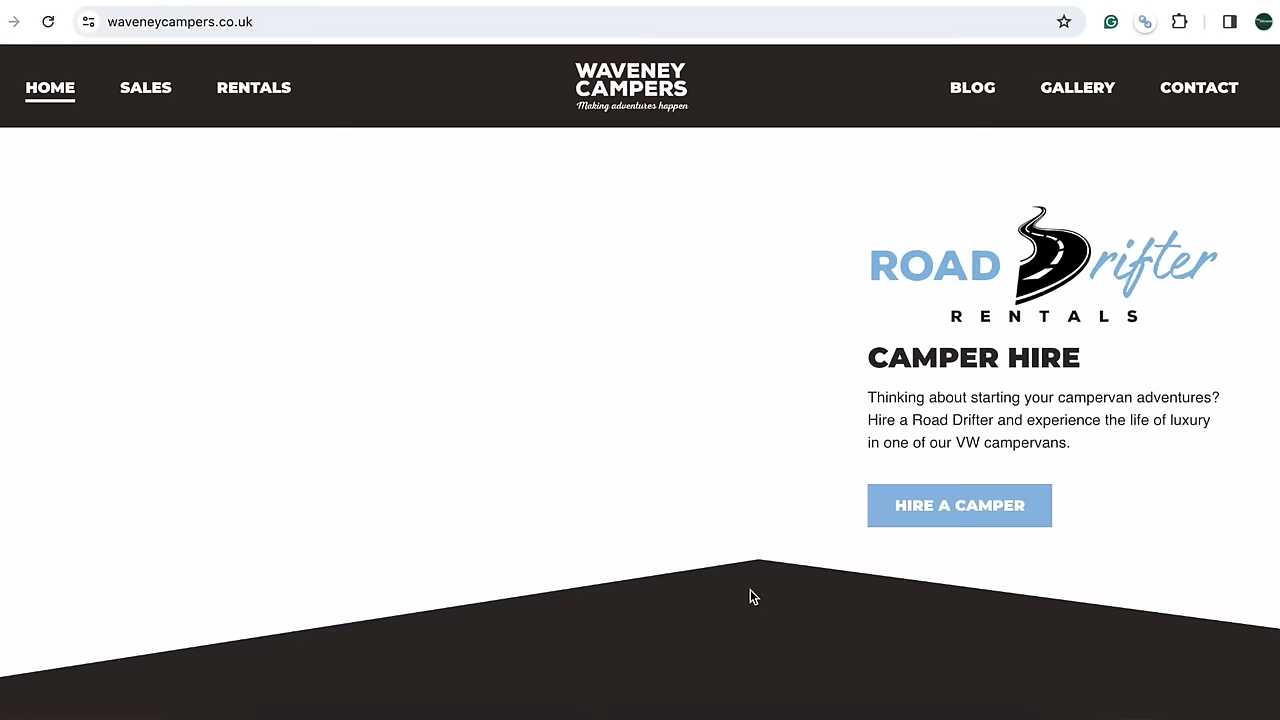 waveneycampers.co.uk
HOME
SALES
RENTALS
WAVENEY
CAMPERS
Making adventures happen
BLOG
GALLERY
CONTACT
ROAD Drifter
RENTALS
CAMPER HIRE
Thinking about starting your campervan adventures?
Hire a Road Drifter and experience the life of luxury
in one of our VW campervans.
HIRE A CAMPER